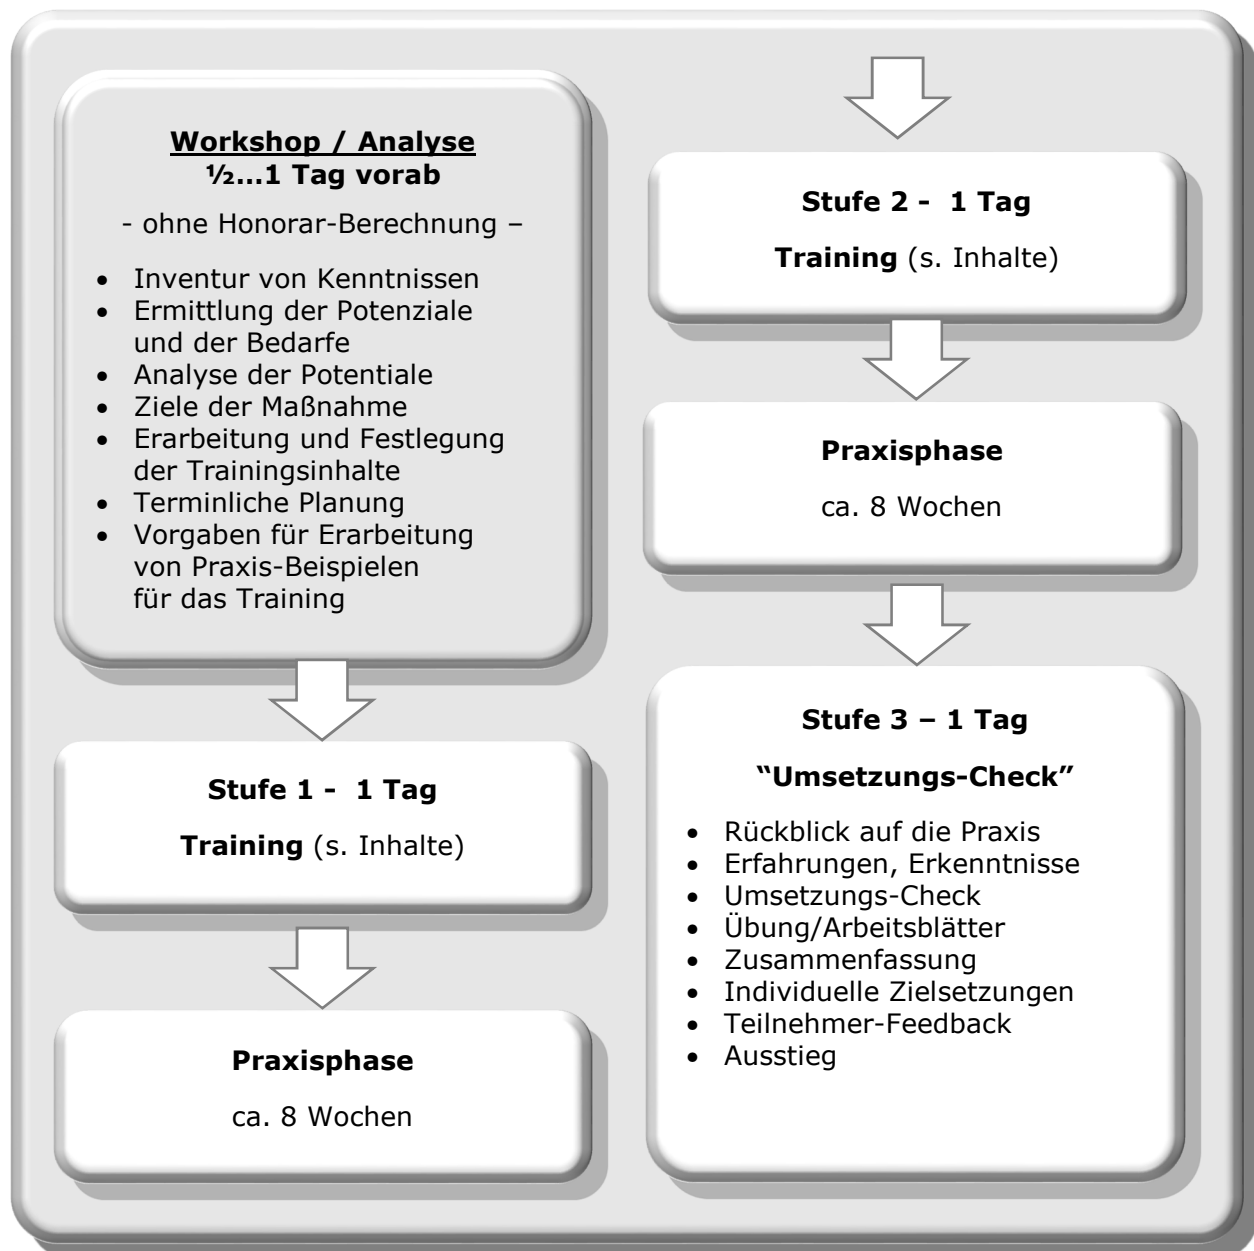 Workshop / Analyse
½...1 Tag vorab
- ohne Honorar-Berechnung –
• Inventur von Kenntnissen
• Ermittlung der Potenziale
und der Bedarfe
• Analyse der Potentiale
• Ziele der Maßnahme
• Erarbeitung und Festlegung
der Trainingsinhalte
• Terminliche Planung
• Vorgaben für Erarbeitung
von Praxis-Beispielen
für das Training
Stufe 1 - 1 Tag
Training (s. Inhalte)
Praxisphase
ca. 8 Wochen
Stufe 2 - 1 Tag
Training (s. Inhalte)
Praxisphase
ca. 8 Wochen
Stufe 3 – 1 Tag
“Umsetzungs-Check”
• Rückblick auf die Praxis
• Erfahrungen, Erkenntnisse
• Umsetzungs-Check
• Übung/Arbeitsblätter
• Zusammenfassung
• Individuelle Zielsetzungen
• Teilnehmer-Feedback
• Ausstieg